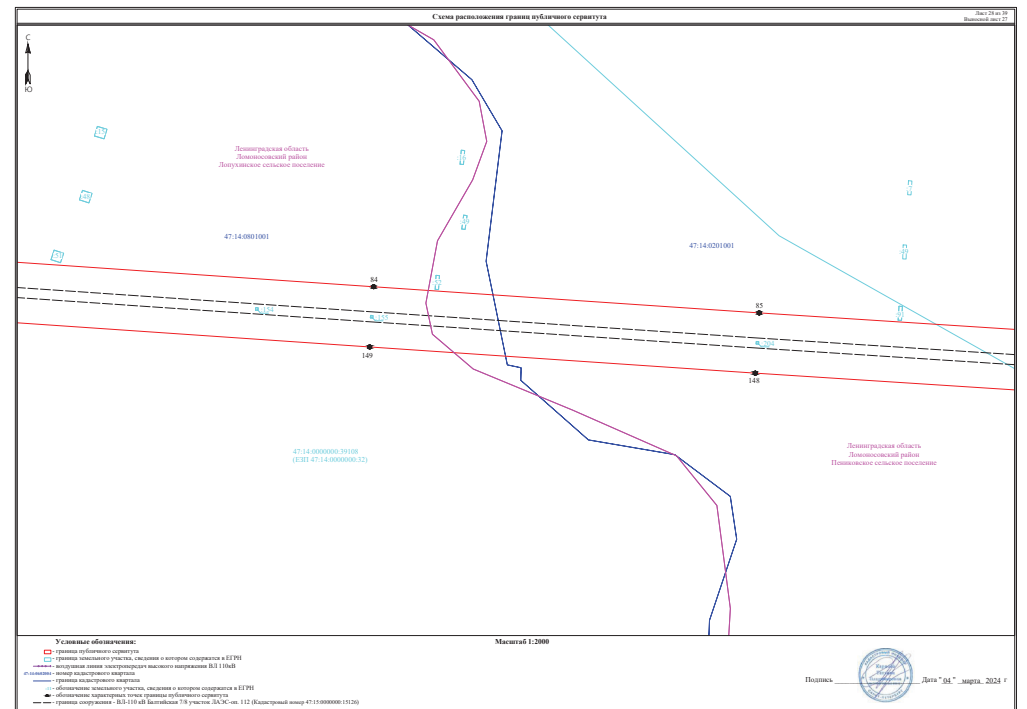 Схема расположения границ публичного сервитута
Лист 26 из 39
Выносной лист 27
С
Ю
Ленинградская область
Ломоносовский район
Лопухинское сельское поселение
47:14:0801001
47:14:0201001
84
85
:154
:155
:204
149
148
47:14:0000000:39108
(ЕЗП 47:14:0000000:32)
Ленинградская область
Ломоносовский район
Пениковское сельское поселение
Условные обозначения:
Масштаб 1:2000
- граница публичного сервитута
- граница земельного участка, сведения о котором содержатся в ЕГРН
- воздушная линия электропередач высокого напряжения ВЛ 110кВ
- номер кадастрового квартала
- граница кадастрового квартала
- обозначение земельного участка, сведения о котором содержатся в ЕГРН
- обозначение характерных точек границы публичного сервитута
- граница сооружения - ВЛ-110 кВ Балтийская 7/8 участок ЛАЭС-оп. 112 (Кадастровый номер 47:15:0000000:15126)
Подпись Дата " 04 " марта 2024 г